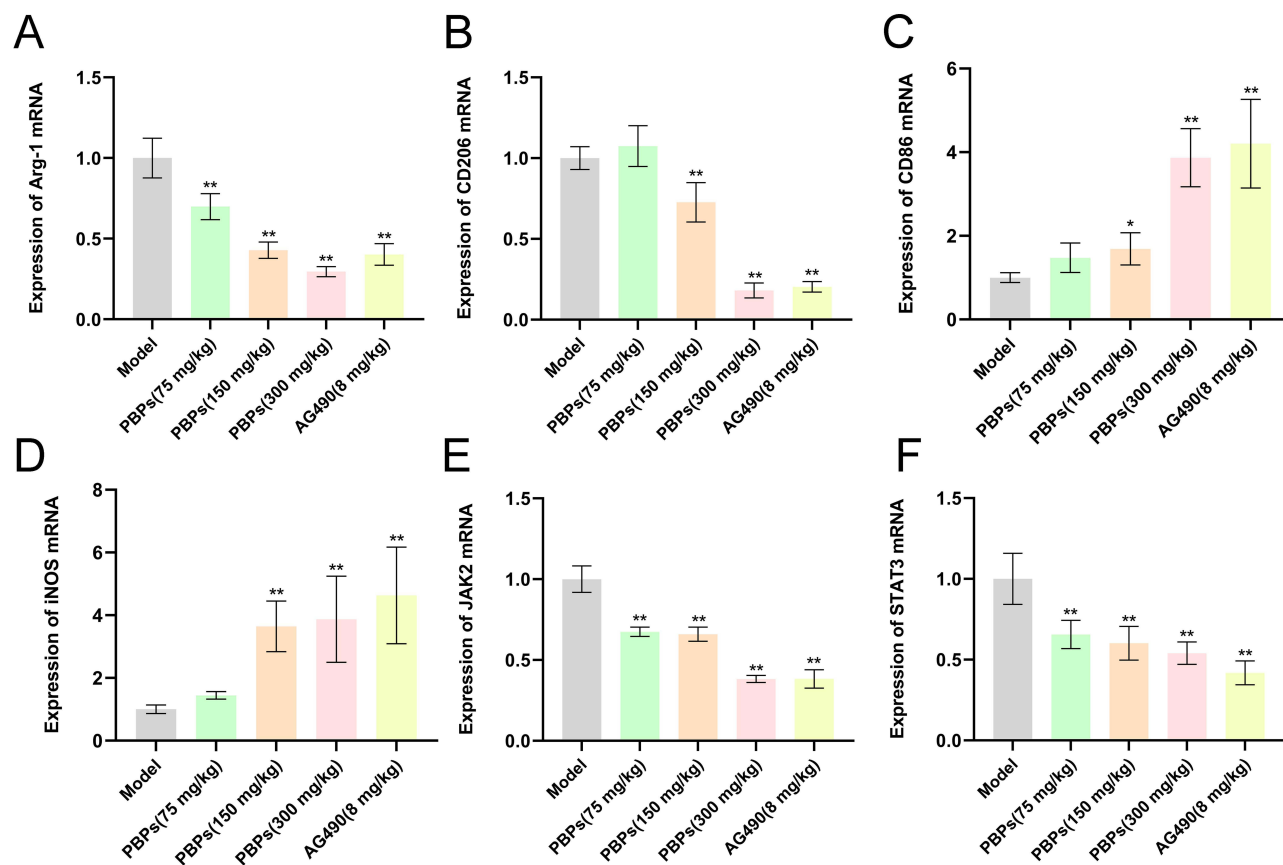 A
Expression of Arg-1 mRNA
1.5
1.0
0.5
0.0
**
**
**
**
Model
PBPs(75 mg/kg)
PBPs(150 mg/kg)
PBPs(300 mg/kg)
AG490(8 mg/kg)
B
Expression of CD206 mRNA
1.5
1.0
0.5
0.0
**
**
**
Model
PBPs(75 mg/kg)
PBPs(150 mg/kg)
PBPs(300 mg/kg)
AG490(8 mg/kg)
C
Expression of CD86 mRNA
6
4
2
0
*
**
**
Model
PBPs(75 mg/kg)
PBPs(150 mg/kg)
PBPs(300 mg/kg)
AG490(8 mg/kg)
D
Expression of iNOS mRNA
8
6
4
2
0
**
**
**
Model
PBPs(75 mg/kg)
PBPs(150 mg/kg)
PBPs(300 mg/kg)
AG490(8 mg/kg)
E
Expression of JAK2 mRNA
1.5
1.0
0.5
0.0
**
**
**
**
Model
PBPs(75 mg/kg)
PBPs(150 mg/kg)
PBPs(300 mg/kg)
AG490(8 mg/kg)
F
Expression of STAT3 mRNA
1.5
1.0
0.5
0.0
**
**
**
**
Model
PBPs(75 mg/kg)
PBPs(150 mg/kg)
PBPs(300 mg/kg)
AG490(8 mg/kg)